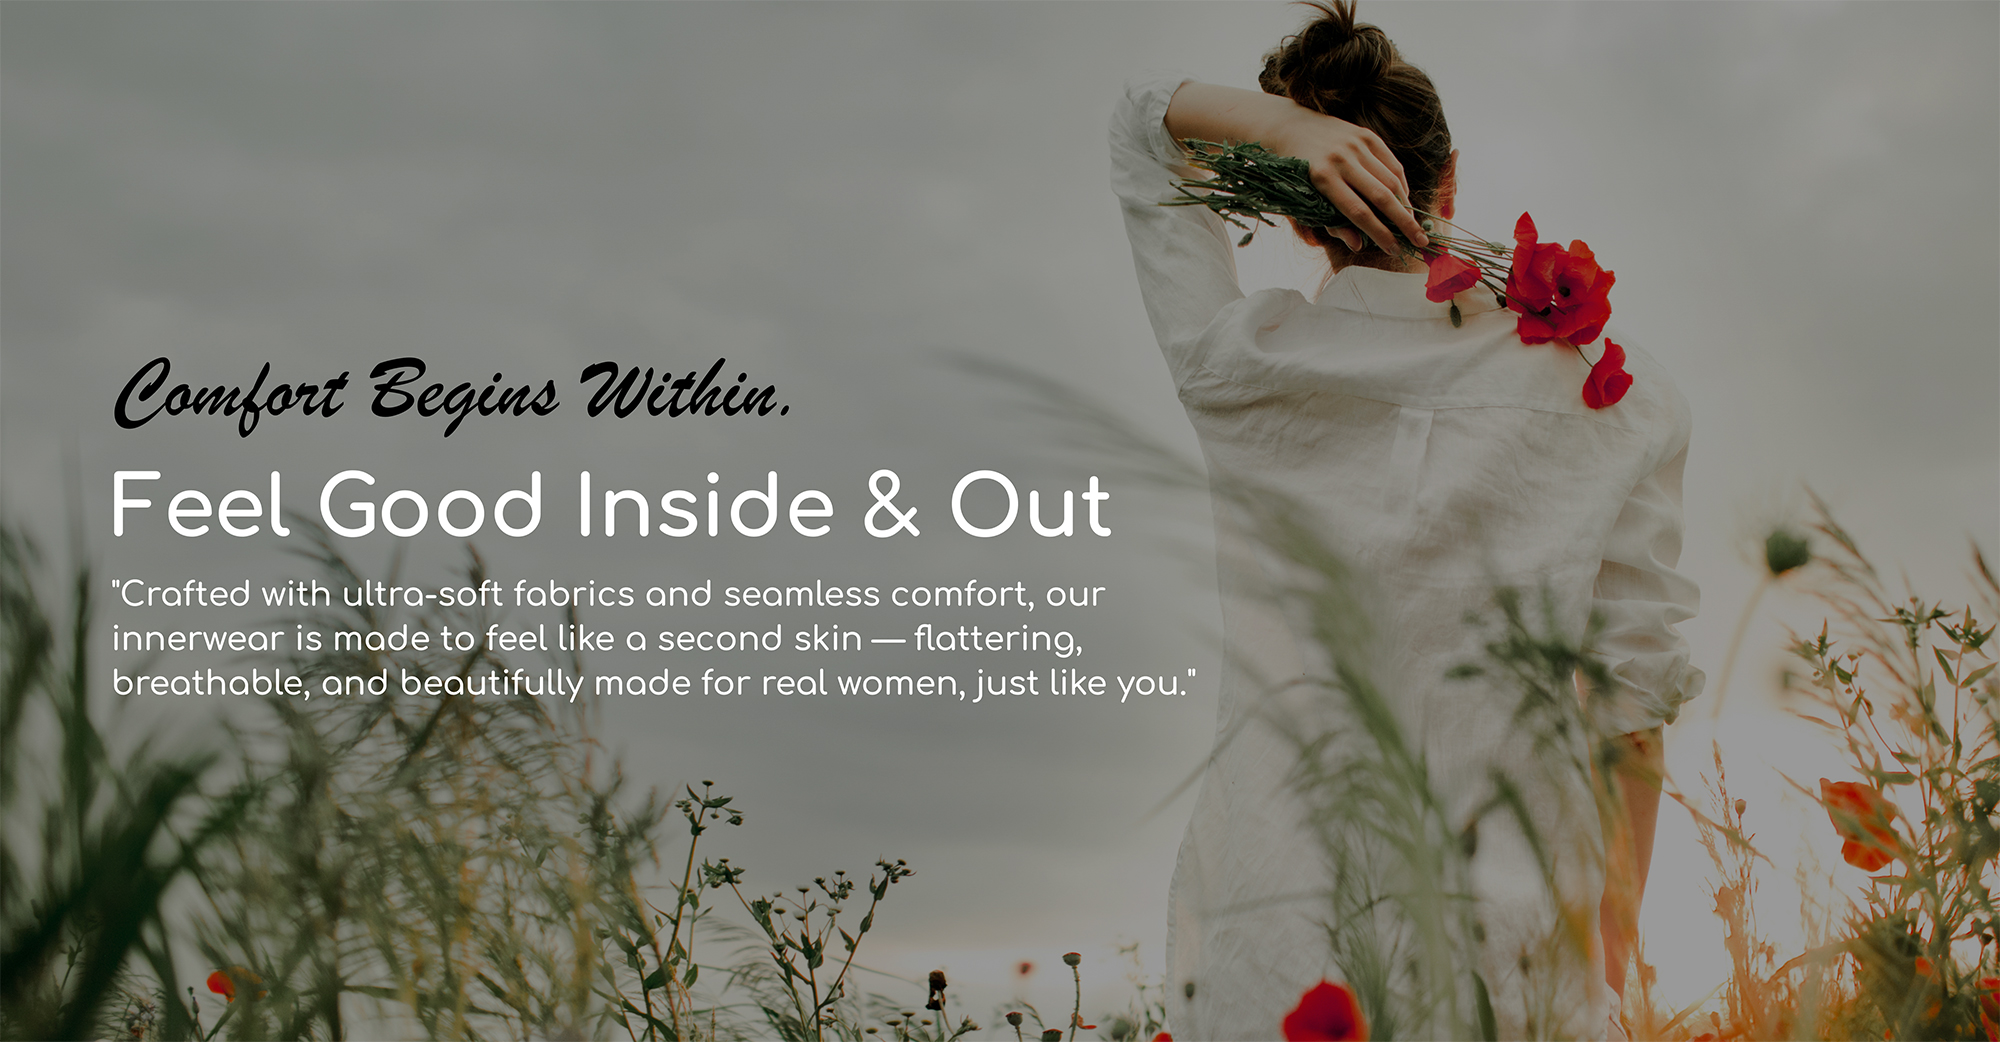 Comfort Begins Within.
Feel Good Inside & Out
"Crafted with ultra-soft fabrics and seamless comfort, our
innerwear is made to feel like a second skin — flattering,
breathable, and beautifully made for real women, just like you."